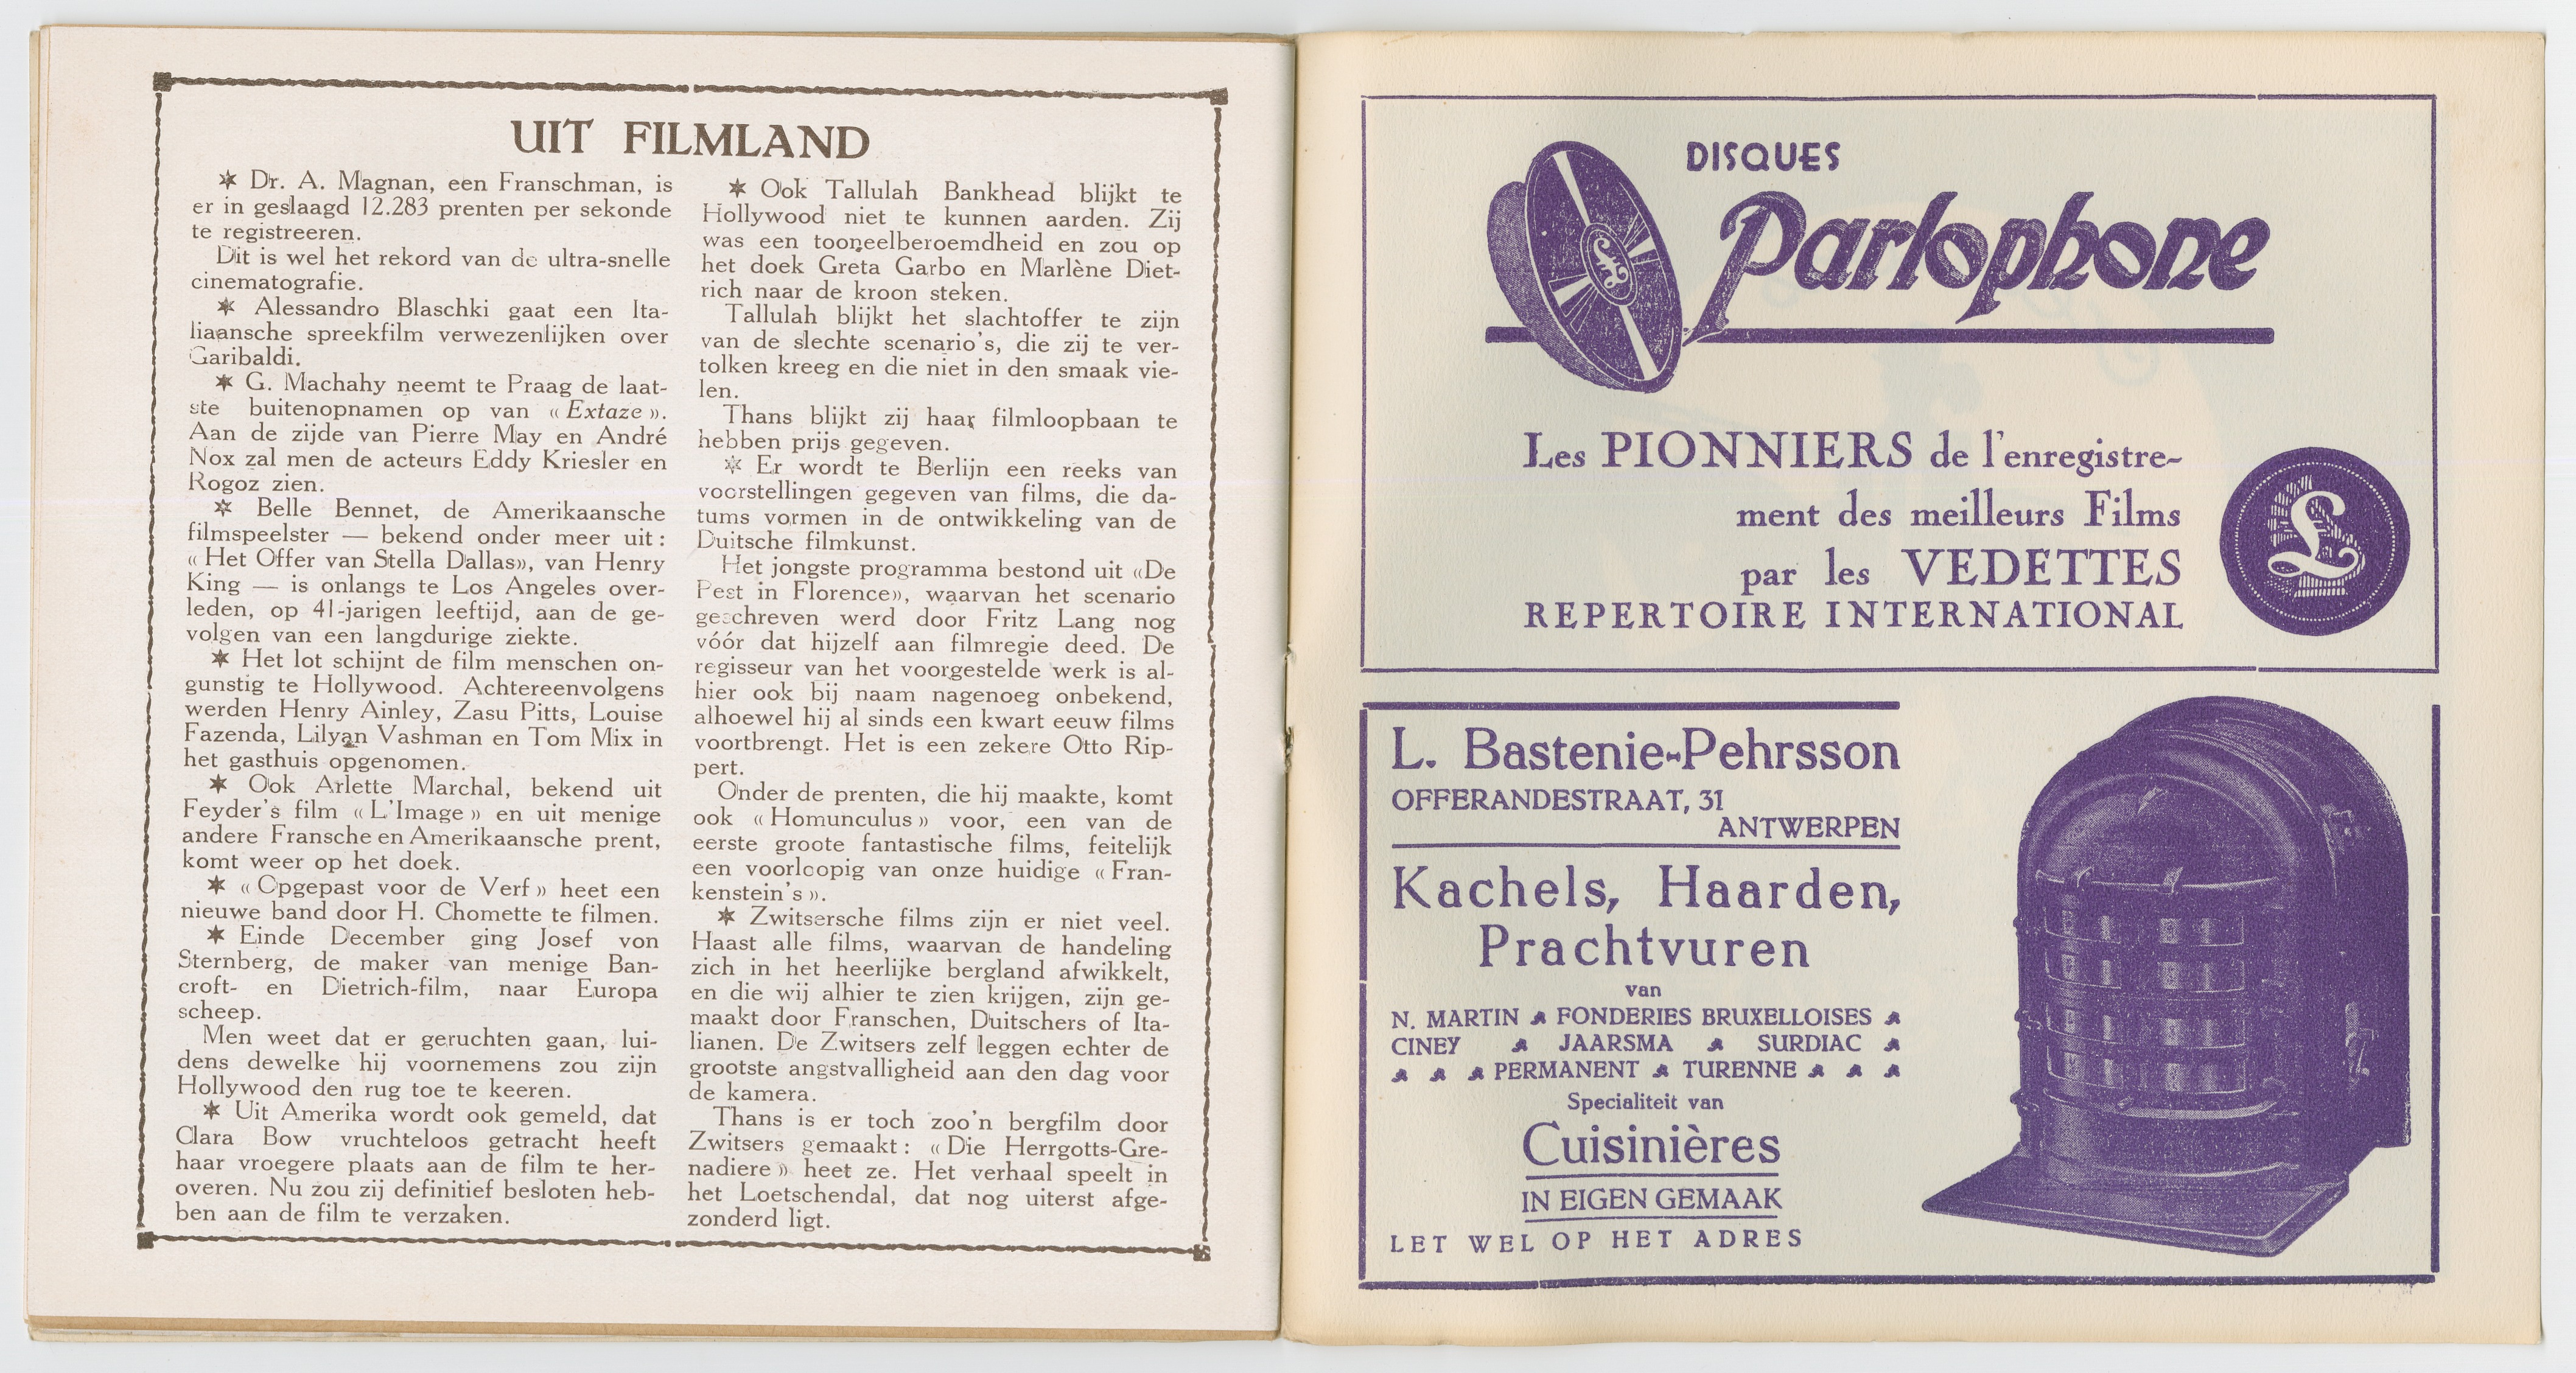 UIT FILMLAND
✶ Dr. A. Magnan, een Franschman, is
er in geslaagd 12.283 prenten per sekonde
te registreeren.
Dit is wel het rekord van de ultra-snelle
cinematografie.
✶ Alessandro Blaschki gaat een Ita-
liaansche spreekfilm verwezenlijken over
Garibaldi.
✶ G. Machahy neemt te Praag de laat-
ste buitenopnamen op van « Extaze ».
Aan de zijde van Pierre May en André
Nox zal men de acteurs Eddy Kriesler en
Rogoz zien.
✶ Belle Bennet, de Amerikaansche
filmspeelster — bekend onder meer uit :
« Het Offer van Stella Dallas», van Henry
King — is onlangs te Los Angeles over-
leden, op 41-jarigen leeftijd, aan de ge-
volgen van een langdurige ziekte.
✶ Het lot schijnt de film menschen on-
gunstig te Hollywood. Achtereenvolgens
werden Henry Ainley, Zasu Pitts, Louise
Fazenda, Lilyan Vashman en Tom Mix in
het gasthuis opgenomen.
✶ Ook Arlette Marchal, bekend uit
Feyder's film « L'Image » en uit menige
andere Fransche en Amerikaansche prent,
komt weer op het doek.
✶ « Opgepast voor de Verf » heet een
nieuwe band door H. Chomette te filmen.
✶ Einde December ging Josef von
Sternberg, de maker van menige Ban-
croft- en Dietrich-film, naar Europa
scheep.
Men weet dat er geruchten gaan, lui-
dens dewelke hij voornemens zou zijn
Hollywood den rug toe te keeren.
✶ Uit Amerika wordt ook gemeld, dat
Clara Bow vruchteloos getracht heeft
haar vroegere plaats aan de film te her-
overen. Nu zou zij definitief besloten heb-
ben aan de film te verzaken.
✶ Ook Tallulah Bankhead blijkt te
Hollywood niet te kunnen aarden. Zij
was een tooneelberoemdheid en zou op
het doek Greta Garbo en Marlène Diet-
rich naar de kroon steken.
Tallulah blijkt het slachtoffer te zijn
van de slechte scenario's, die zij te ver-
tolken kreeg en die niet in den smaak vie-
len.
Thans blijkt zij haar filmloopbaan te
hebben prijs gegeven.
✶ Er wordt te Berlijn een reeks van
voorstellingen gegeven van films, die da-
tums vormen in de ontwikkeling van de
Duitsche filmkunst.
Het jongste programma bestond uit «De
Pest in Florence», waarvan het scenario
geschreven werd door Fritz Lang nog
vóór dat hijzelf aan filmregie deed. De
regisseur van het voorgestelde werk is al-
hier ook bij naam nagenoeg onbekend,
alhoewel hij al sinds een kwart eeuw films
voortbrengt. Het is een zekere Otto Rip-
pert.
Onder de prenten, die hij maakte, komt
ook « Homunculus » voor, een van de
eerste groote fantastische films, feitelijk
een voorloopig van onze huidige « Fran-
kenstein's ».
✶ Zwitsersche films zijn er niet veel.
Haast alle films, waarvan de handeling
zich in het heerlijke bergland afwikkelt,
en die wij alhier te zien krijgen, zijn ge-
maakt door Franschen, Duitschers of Ita-
lianen. De Zwitsers zelf leggen echter de
grootste angstvalligheid aan den dag voor
de kamera.
Thans is er toch zoo'n bergfilm door
Zwitsers gemaakt : « Die Herrgotts-Gre-
nadiere » heet ze. Het verhaal speelt in
het Loetschendal, dat nog uiterst afge-
zonderd ligt.
DISQUES
Parlophone
Les PIONNIERS de l'enregistre-
ment des meilleurs Films
par les VEDETTES
REPERTOIRE INTERNATIONAL
£
L. Bastenie-Pehrsson
OFFERANDESTRAAT, 31
ANTWERPEN
Kachels, Haarden,
Prachtvuren
van
N. MARTIN FONDERIES BRUXELLOISES
CINEY JAARSMA SURDIAC
PERMANENT TURENNE
Specialiteit van
Cuisinières
IN EIGEN GEMAAK
LET WEL OP HET ADRES